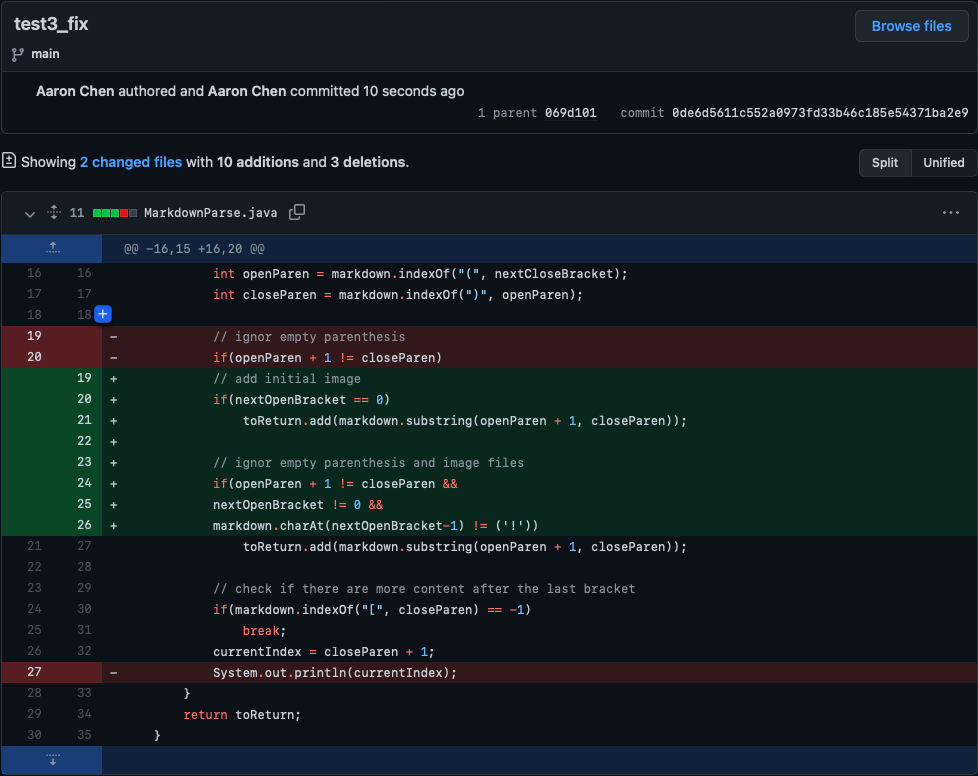 test3_fix
Browse files
main
Aaron Chen authored and Aaron Chen committed 10 seconds ago
1 parent 069d101 commit 0de6d5611c552a0973fd33b46c185e54371ba2e9
Showing 2 changed files with 10 additions and 3 deletions.
Split Unified
11 MarkdownParse.java
@@ -16,15 +16,20 @@
16 16 int openParen = markdown.indexOf("(", nextCloseBracket);
17 17 int closeParen = markdown.indexOf(")", openParen);
18 18 +
19 - // ignor empty parenthesis
20 - if(openParen + 1 != closeParen)
19 + // add initial image
20 + if(nextOpenBracket == 0)
21 + toReturn.add(markdown.substring(openParen + 1, closeParen));
22 +
23 + // ignor empty parenthesis and image files
24 + if(openParen + 1 != closeParen &&
25 + nextOpenBracket != 0 &&
26 + markdown.charAt(nextOpenBracket-1) != ('!'))
21 27 toReturn.add(markdown.substring(openParen + 1, closeParen));
22 28
23 29 // check if there are more content after the last bracket
24 30 if(markdown.indexOf("[", closeParen) == -1)
25 31 break;
26 32 currentIndex = closeParen + 1;
27 - System.out.println(currentIndex);
28 33 }
29 34 return toReturn;
30 35 }